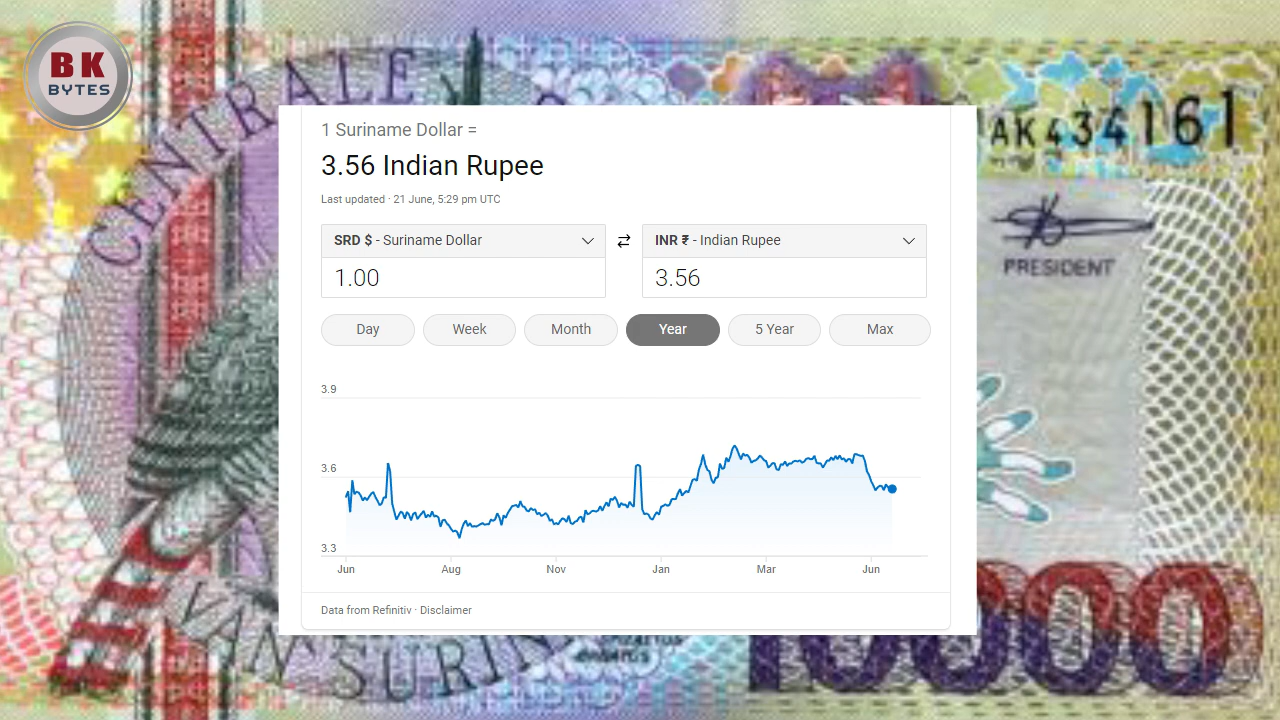 BK
BYTES
CENTRALE
AK434161
PRESIDENT
1 Suriname Dollar =
3.56 Indian Rupee
Last updated · 21 June, 5:29 pm UTC
SRD $ - Suriname Dollar
INR ₹ - Indian Rupee
1.00
3.56
Day
Week
Month
Year
5 Year
Max
3.9
3.6
3.3
Jun
Aug
Nov
Jan
Mar
Jun
Data from Refinitiv · Disclaimer
VAN SURIN
10000